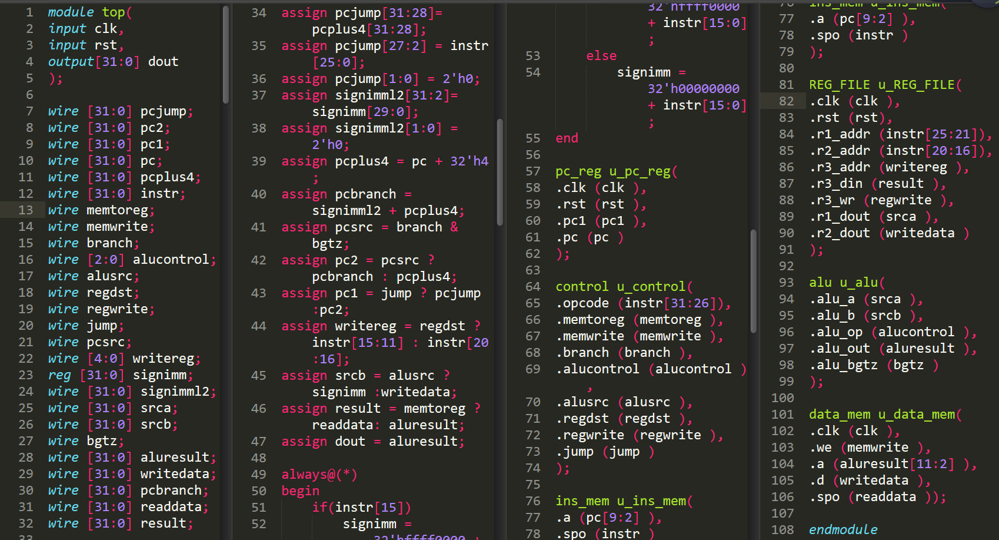 1 module top(
2 input clk,
3 input rst,
4 output[31:0] dout
5 );
6
7 wire [31:0] pcjump;
8 wire [31:0] pc2;
9 wire [31:0] pc1;
10 wire [31:0] pc;
11 wire [31:0] pcplus4;
12 wire [31:0] instr;
13 wire memtoreg;
14 wire memwrite;
15 wire branch;
16 wire [2:0] alucontrol;
17 wire alusrc;
18 wire regdst;
19 wire regwrite;
20 wire jump;
21 wire pcsrc;
22 wire [4:0] writereg;
23 reg [31:0] signimm;
24 wire [31:0] signimml2;
25 wire [31:0] srca;
26 wire [31:0] srcb;
27 wire bgtz;
28 wire [31:0] aluresult;
29 wire [31:0] writedata;
30 wire [31:0] pcbranch;
31 wire [31:0] readdata;
32 wire [31:0] result;
33
34 assign pcjump[31:28]=
pcplus4[31:28];
35 assign pcjump[27:2] = instr
[25:0];
36 assign pcjump[1:0] = 2'h0;
37 assign signimml2[31:2]=
signimm[29:0];
38 assign signimml2[1:0] =
2'h0;
39 assign pcplus4 = pc + 32'h4
;
40 assign pcbranch =
signimml2 + pcplus4;
41 assign pcsrc = branch &
bgtz;
42 assign pc2 = pcsrc ?
pcbranch : pcplus4;
43 assign pc1 = jump ? pcjump
:pc2;
44 assign writereg = regdst ?
instr[15:11] : instr[20
:16];
45 assign srcb = alusrc ?
signimm :writedata;
46 assign result = memtoreg ?
readdata: aluresult;
47 assign dout = aluresult;
48
49 always@(*)
50 begin
51 if(instr[15])
52 signimm =
32'hffff0000 +
32'hffff0000
+ instr[15:0]
;
53 else
54 signimm =
32'h00000000
+ instr[15:0]
;
55 end
56
57 pc_reg u_pc_reg(
58 .clk (clk ),
59 .rst (rst ),
60 .pc1 (pc1 ),
61 .pc (pc )
62 );
63
64 control u_control(
65 .opcode (instr[31:26]),
66 .memtoreg (memtoreg ),
67 .memwrite (memwrite ),
68 .branch (branch ),
69 .alucontrol (alucontrol )
,
70 .alusrc (alusrc ),
71 .regdst (regdst ),
72 .regwrite (regwrite ),
73 .jump (jump )
74 );
75
76 ins_mem u_ins_mem(
77 .a (pc[9:2] ),
78 .spo (instr )
76 ins_mem u_ins_mem(
77 .a (pc[9:2] ),
78 .spo (instr )
79 );
80
81 REG_FILE u_REG_FILE(
82 .clk (clk ),
83 .rst (rst),
84 .r1_addr (instr[25:21]),
85 .r2_addr (instr[20:16]),
86 .r3_addr (writereg ),
87 .r3_din (result ),
88 .r3_wr (regwrite ),
89 .r1_dout (srca ),
90 .r2_dout (writedata )
91 );
92
93 alu u_alu(
94 .alu_a (srca ),
95 .alu_b (srcb ),
96 .alu_op (alucontrol ),
97 .alu_out (aluresult ),
98 .alu_bgtz (bgtz )
99 );
100
101 data_mem u_data_mem(
102 .clk (clk ),
103 .we (memwrite ),
104 .a (aluresult[11:2] ),
105 .d (writedata ),
106 .spo (readdata ));
107
108 endmodule